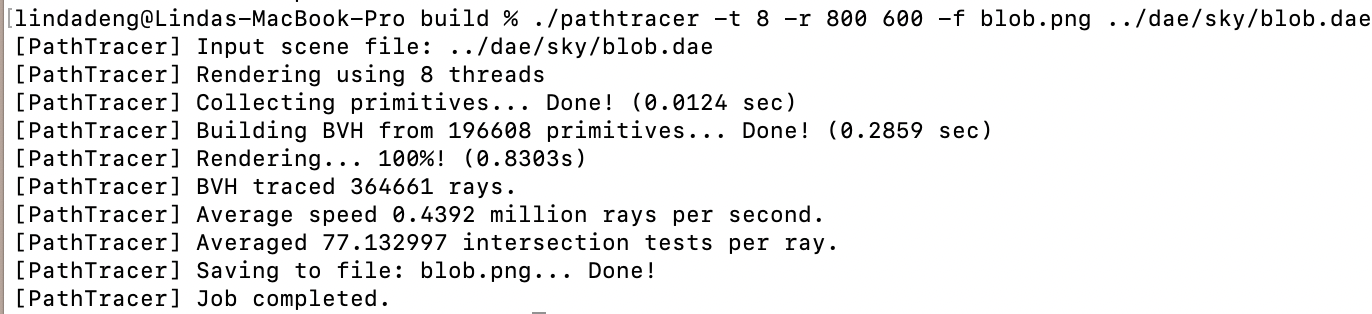 [lindadeng@Lindas-MacBook-Pro build % ./pathtracer -t 8 -r 800 600 -f blob.png ../dae/sky/blob.dae
[PathTracer] Input scene file: ../dae/sky/blob.dae
[PathTracer] Rendering using 8 threads
[PathTracer] Collecting primitives... Done! (0.0124 sec)
[PathTracer] Building BVH from 196608 primitives... Done! (0.2859 sec)
[PathTracer] Rendering... 100%! (0.8303s)
[PathTracer] BVH traced 364661 rays.
[PathTracer] Average speed 0.4392 million rays per second.
[PathTracer] Averaged 77.132997 intersection tests per ray.
[PathTracer] Saving to file: blob.png... Done!
[PathTracer] Job completed.